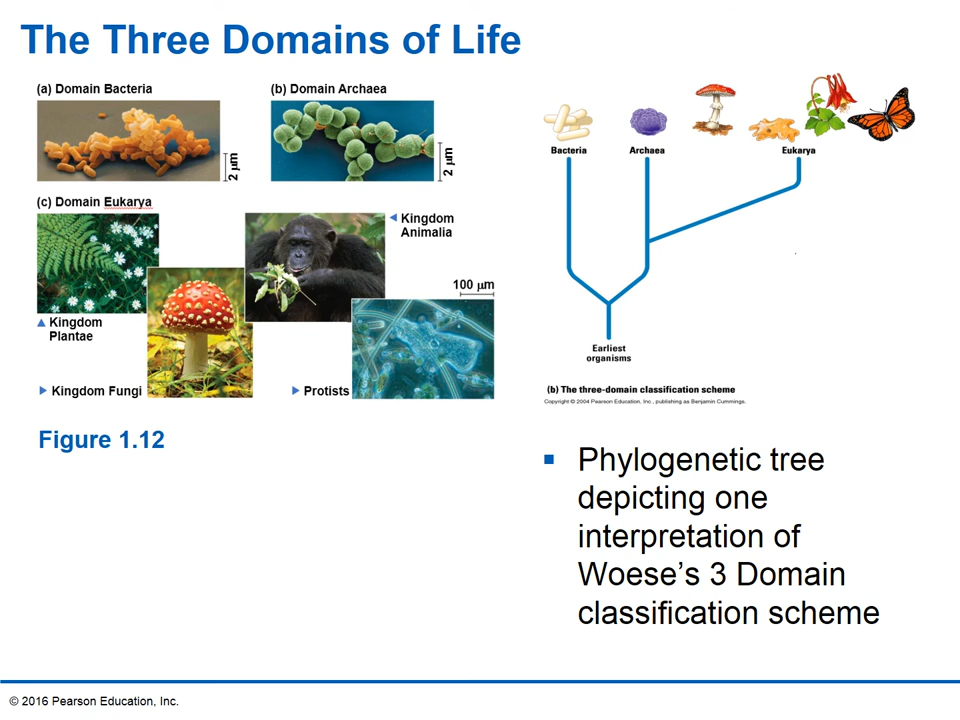 The Three Domains of Life
(a) Domain Bacteria
2 μm
(b) Domain Archaea
2 μm
(c) Domain Eukarya
◀ Kingdom
Animalia
100 μm
▲ Kingdom
Plantae
▶ Kingdom Fungi
▶ Protists
Figure 1.12
Bacteria
Archaea
Eukarya
Earliest
organisms
(b) The three-domain classification scheme
Copyright © 2004 Pearson Education, Inc., publishing as Benjamin Cummings.
▪ Phylogenetic tree
depicting one
interpretation of
Woese’s 3 Domain
classification scheme
© 2016 Pearson Education, Inc.